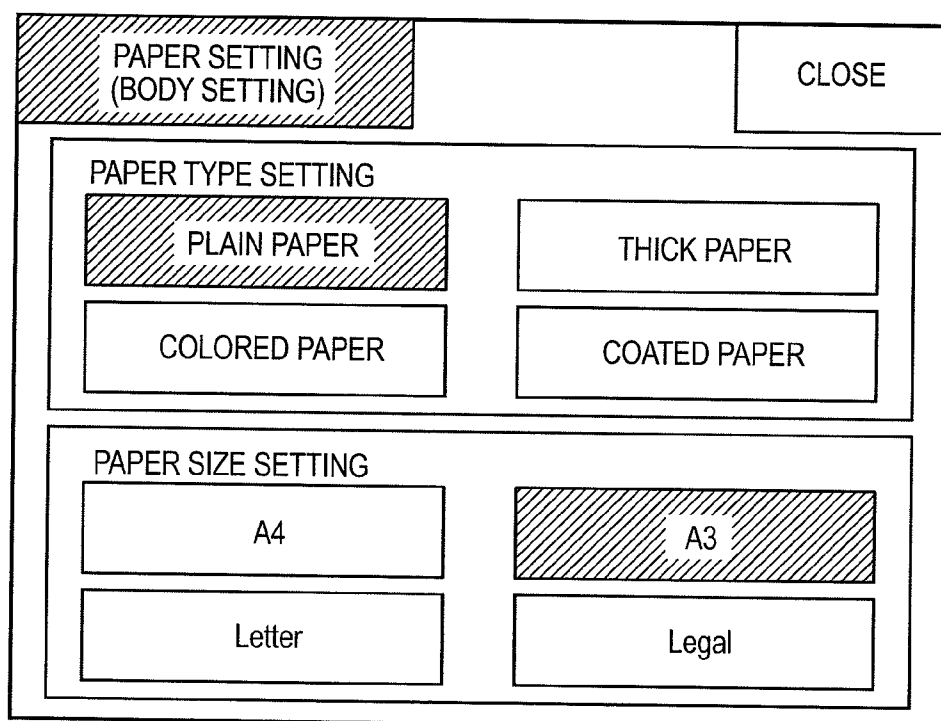 PAPER SETTING
(BODY SETTING)
CLOSE
PAPER TYPE SETTING
PLAIN PAPER
THICK PAPER
COLORED PAPER
COATED PAPER
PAPER SIZE SETTING
A4
A3
Letter
Legal